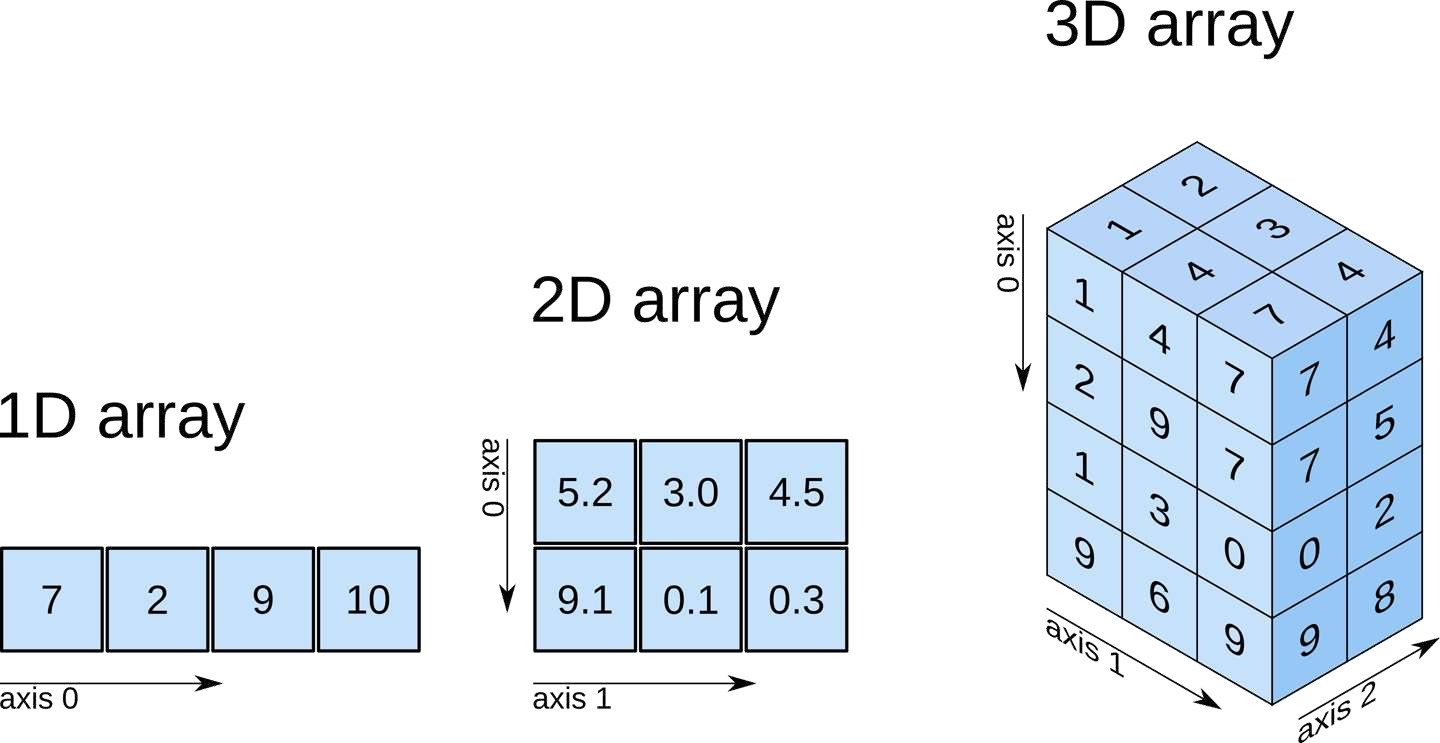 1D array
7 2 9 10
axis 0
2D array
axis 0
5.2 3.0 4.5
9.1 0.1 0.3
axis 1
3D array
axis 0
2
1 3
4 4
7
1 4 7 7 4
2 9 7 7 5
1 3 0 0 2
9 6 9 9 8
axis 1
axis 2